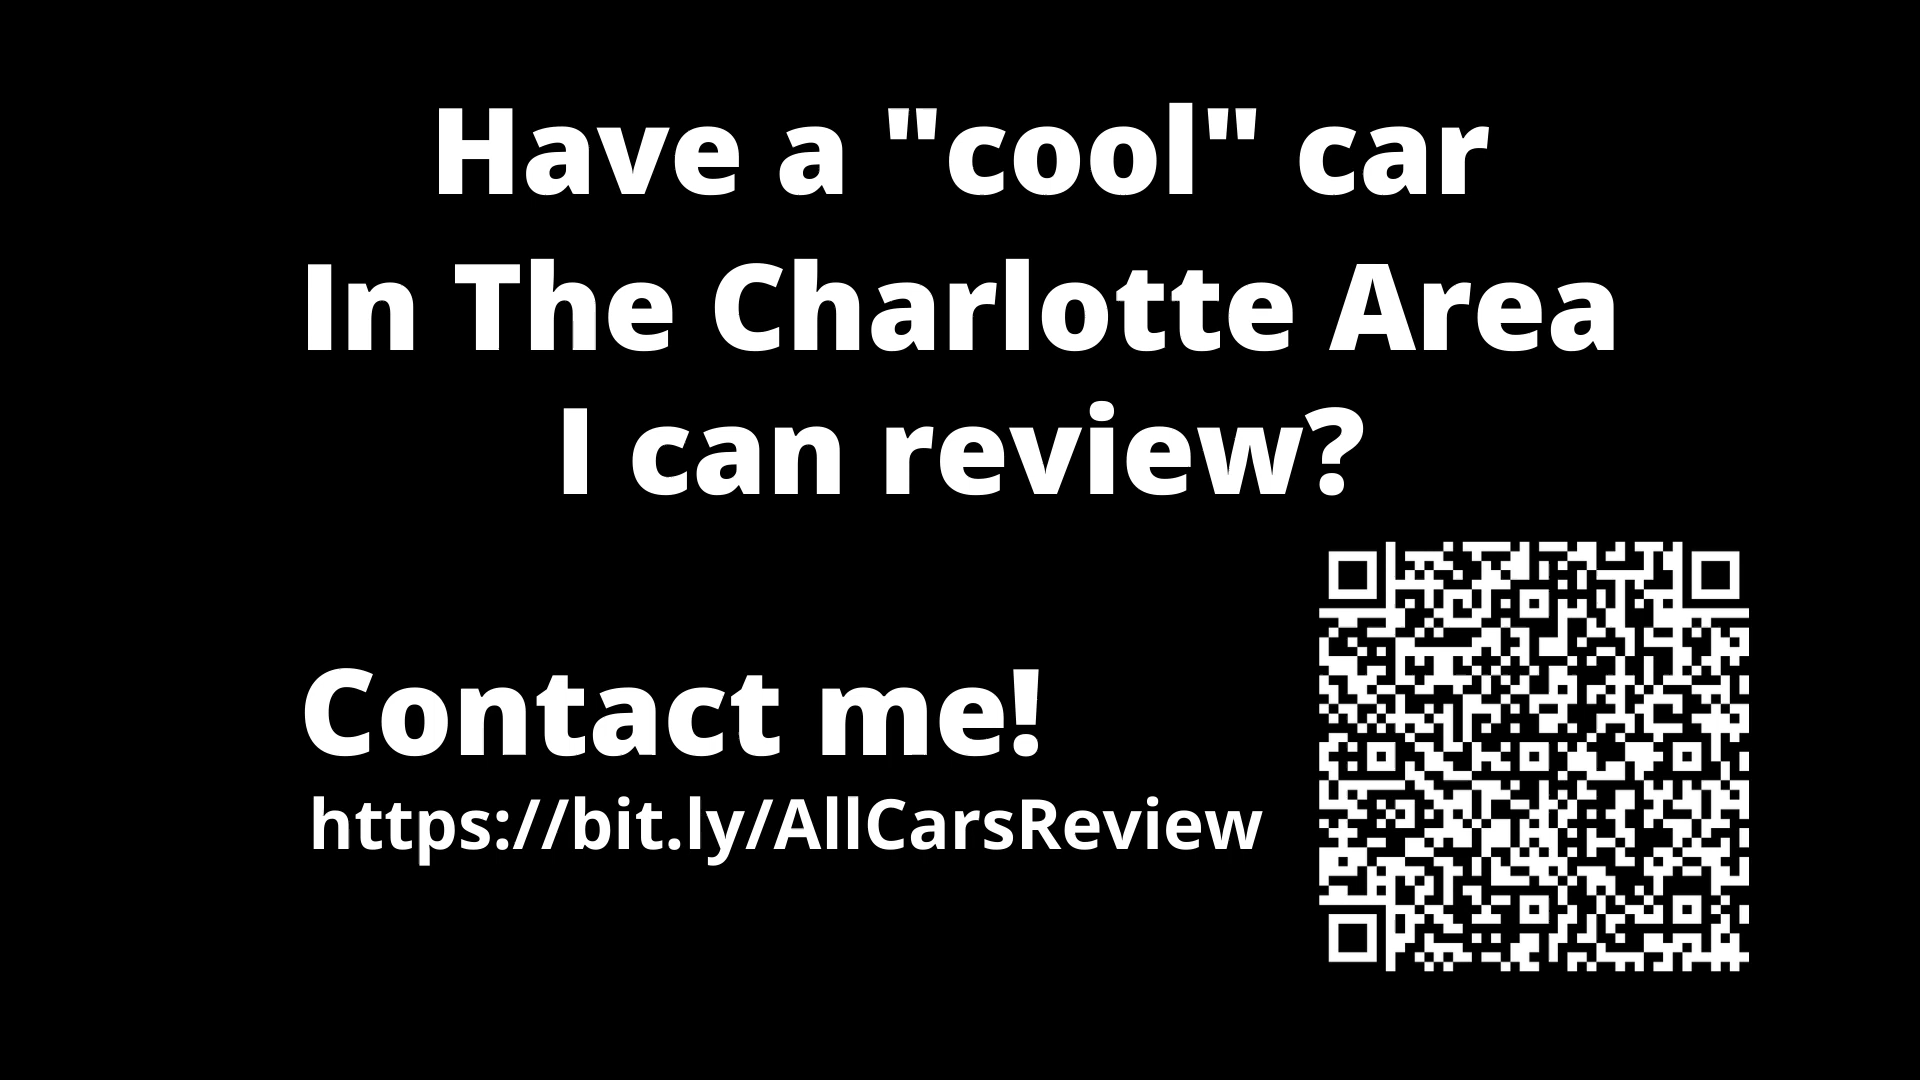 Have a "cool" car
In The Charlotte Area
I can review?
Contact me!
https://bit.ly/AllCarsReview